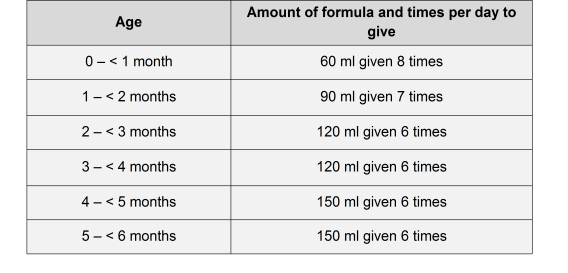 Age
Amount of formula and times per day to
give
0 – < 1 month
60 ml given 8 times
1 – < 2 months
90 ml given 7 times
2 – < 3 months
120 ml given 6 times
3 – < 4 months
120 ml given 6 times
4 – < 5 months
150 ml given 6 times
5 – < 6 months
150 ml given 6 times